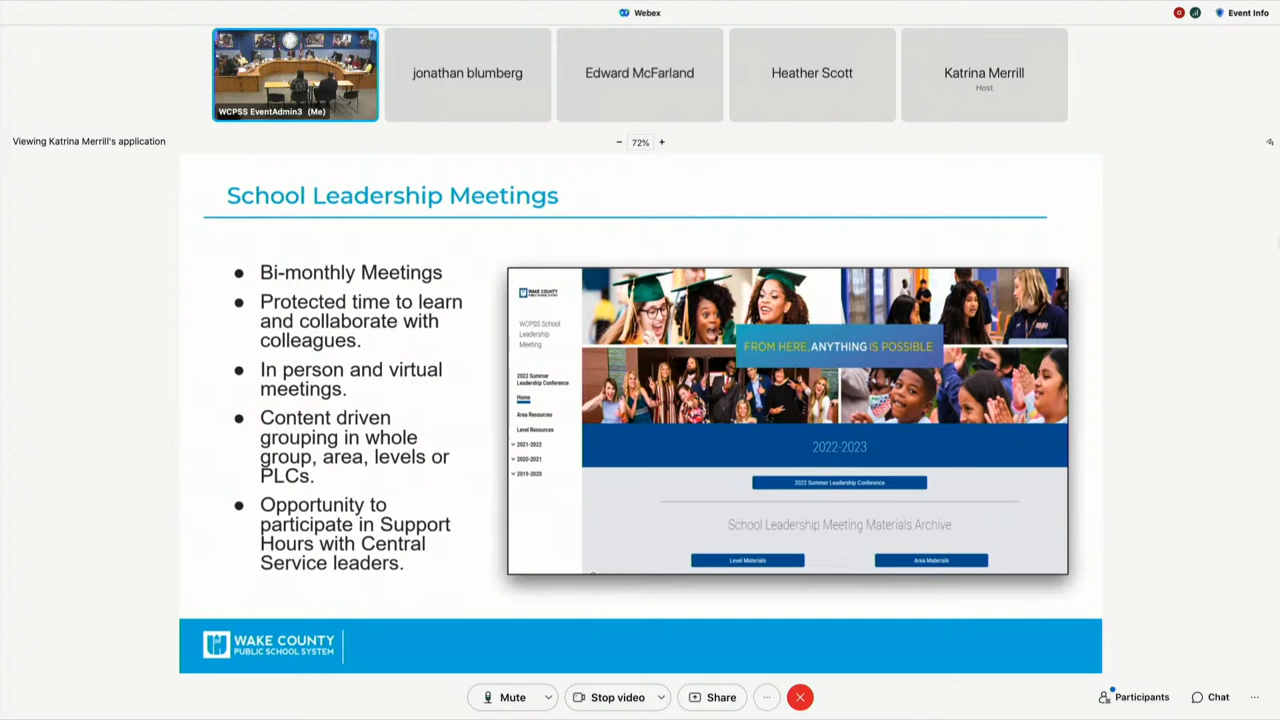 Webex
Event Info
WCPSS EventAdmin3 (Me)
jonathan blumberg
Edward McFarland
Heather Scott
Katrina Merrill
Host
Viewing Katrina Merrill's application
− 72% +
School Leadership Meetings
● Bi-monthly Meetings
● Protected time to learn
and collaborate with
colleagues.
● In person and virtual
meetings.
● Content driven
grouping in whole
group, area, levels or
PLCs.
● Opportunity to
participate in Support
Hours with Central
Service leaders.
WAKE COUNTY
PUBLIC SCHOOL SYSTEM
WCPSS School
Leadership
Meeting
2022 Summer
Leadership Conference
Home
Area Resources
Level Resources
2021-2022
2020-2021
2019-2020
FROM HERE, ANYTHING IS POSSIBLE
2022-2023
2022 Summer Leadership Conference
School Leadership Meeting Materials Archive
Level Materials
Area Materials
WAKE COUNTY
PUBLIC SCHOOL SYSTEM
Mute
Stop video
Share
Participants
Chat